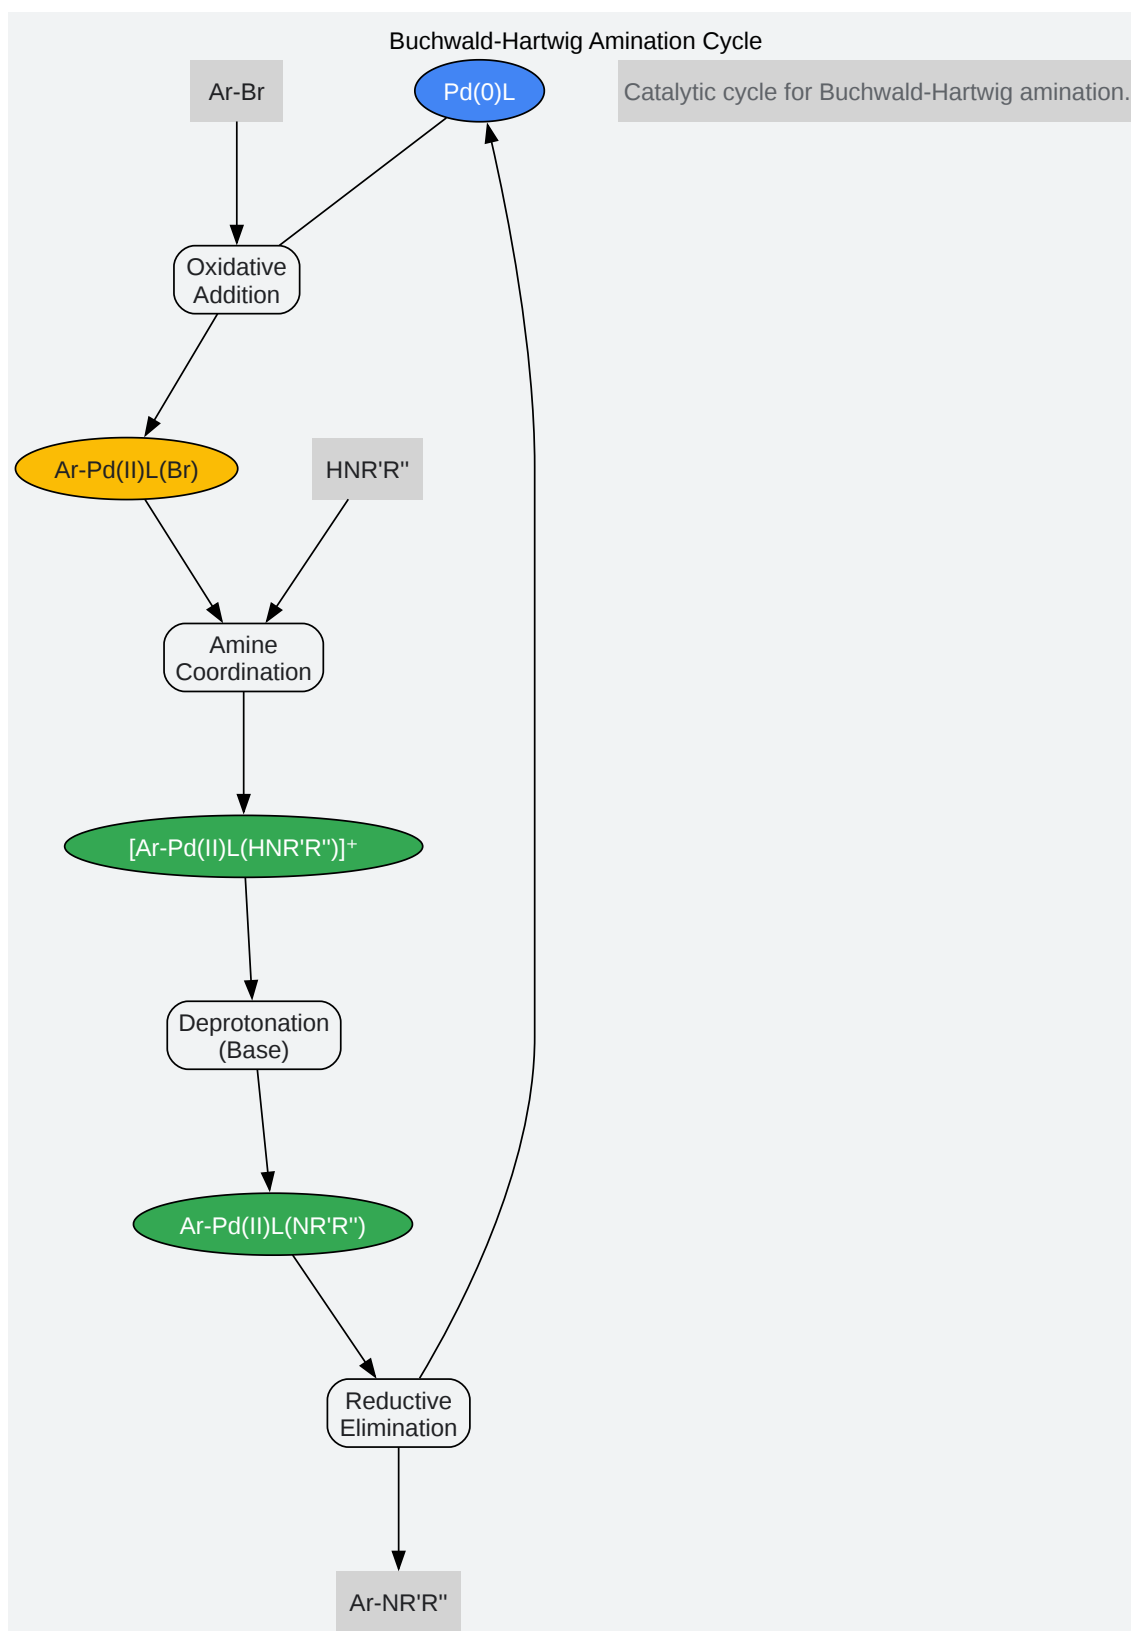 Buchwald-Hartwig Amination Cycle
Ar-Br
Pd(0)L
Catalytic cycle for Buchwald-Hartwig amination.
Oxidative
Addition
Ar-Pd(II)L(Br)
HNR'R''
Amine
Coordination
[Ar-Pd(II)L(HNR'R'')]⁺
Deprotonation
(Base)
Ar-Pd(II)L(NR'R'')
Reductive
Elimination
Ar-NR'R''